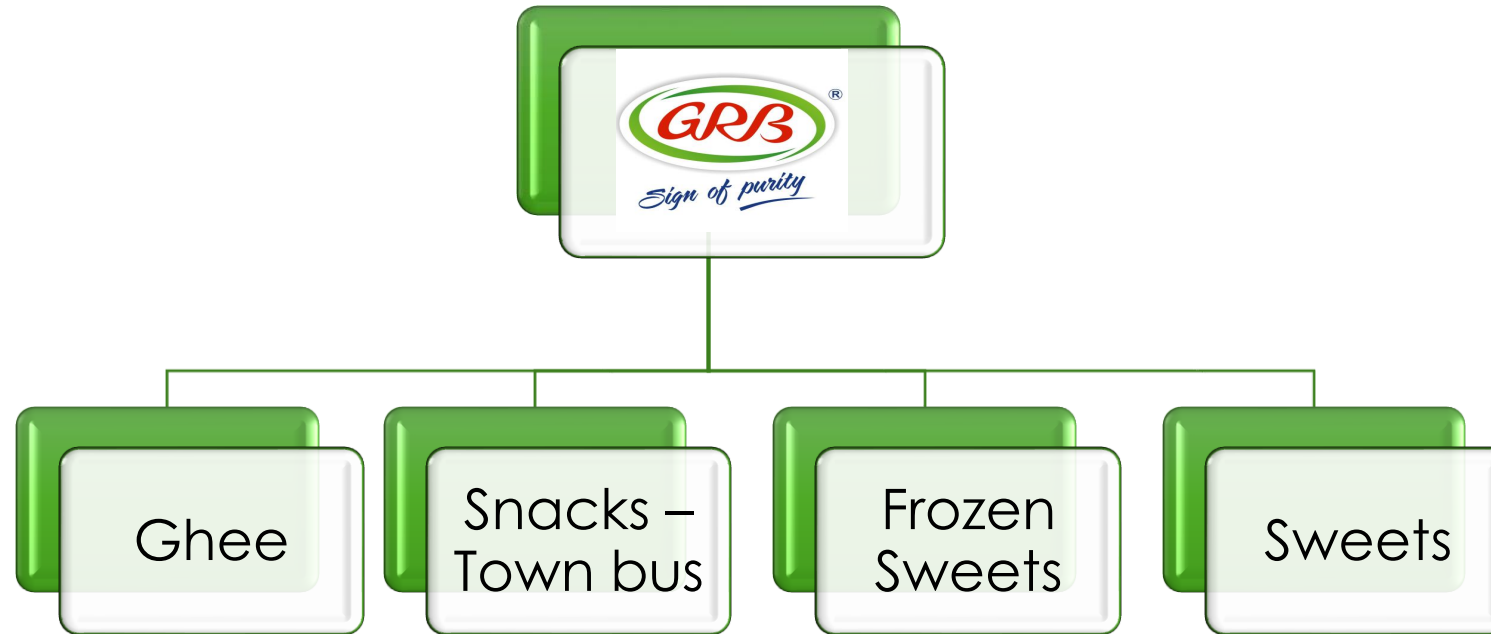 GRB ®
Sign of purity
Ghee
Snacks –
Town bus
Frozen
Sweets
Sweets